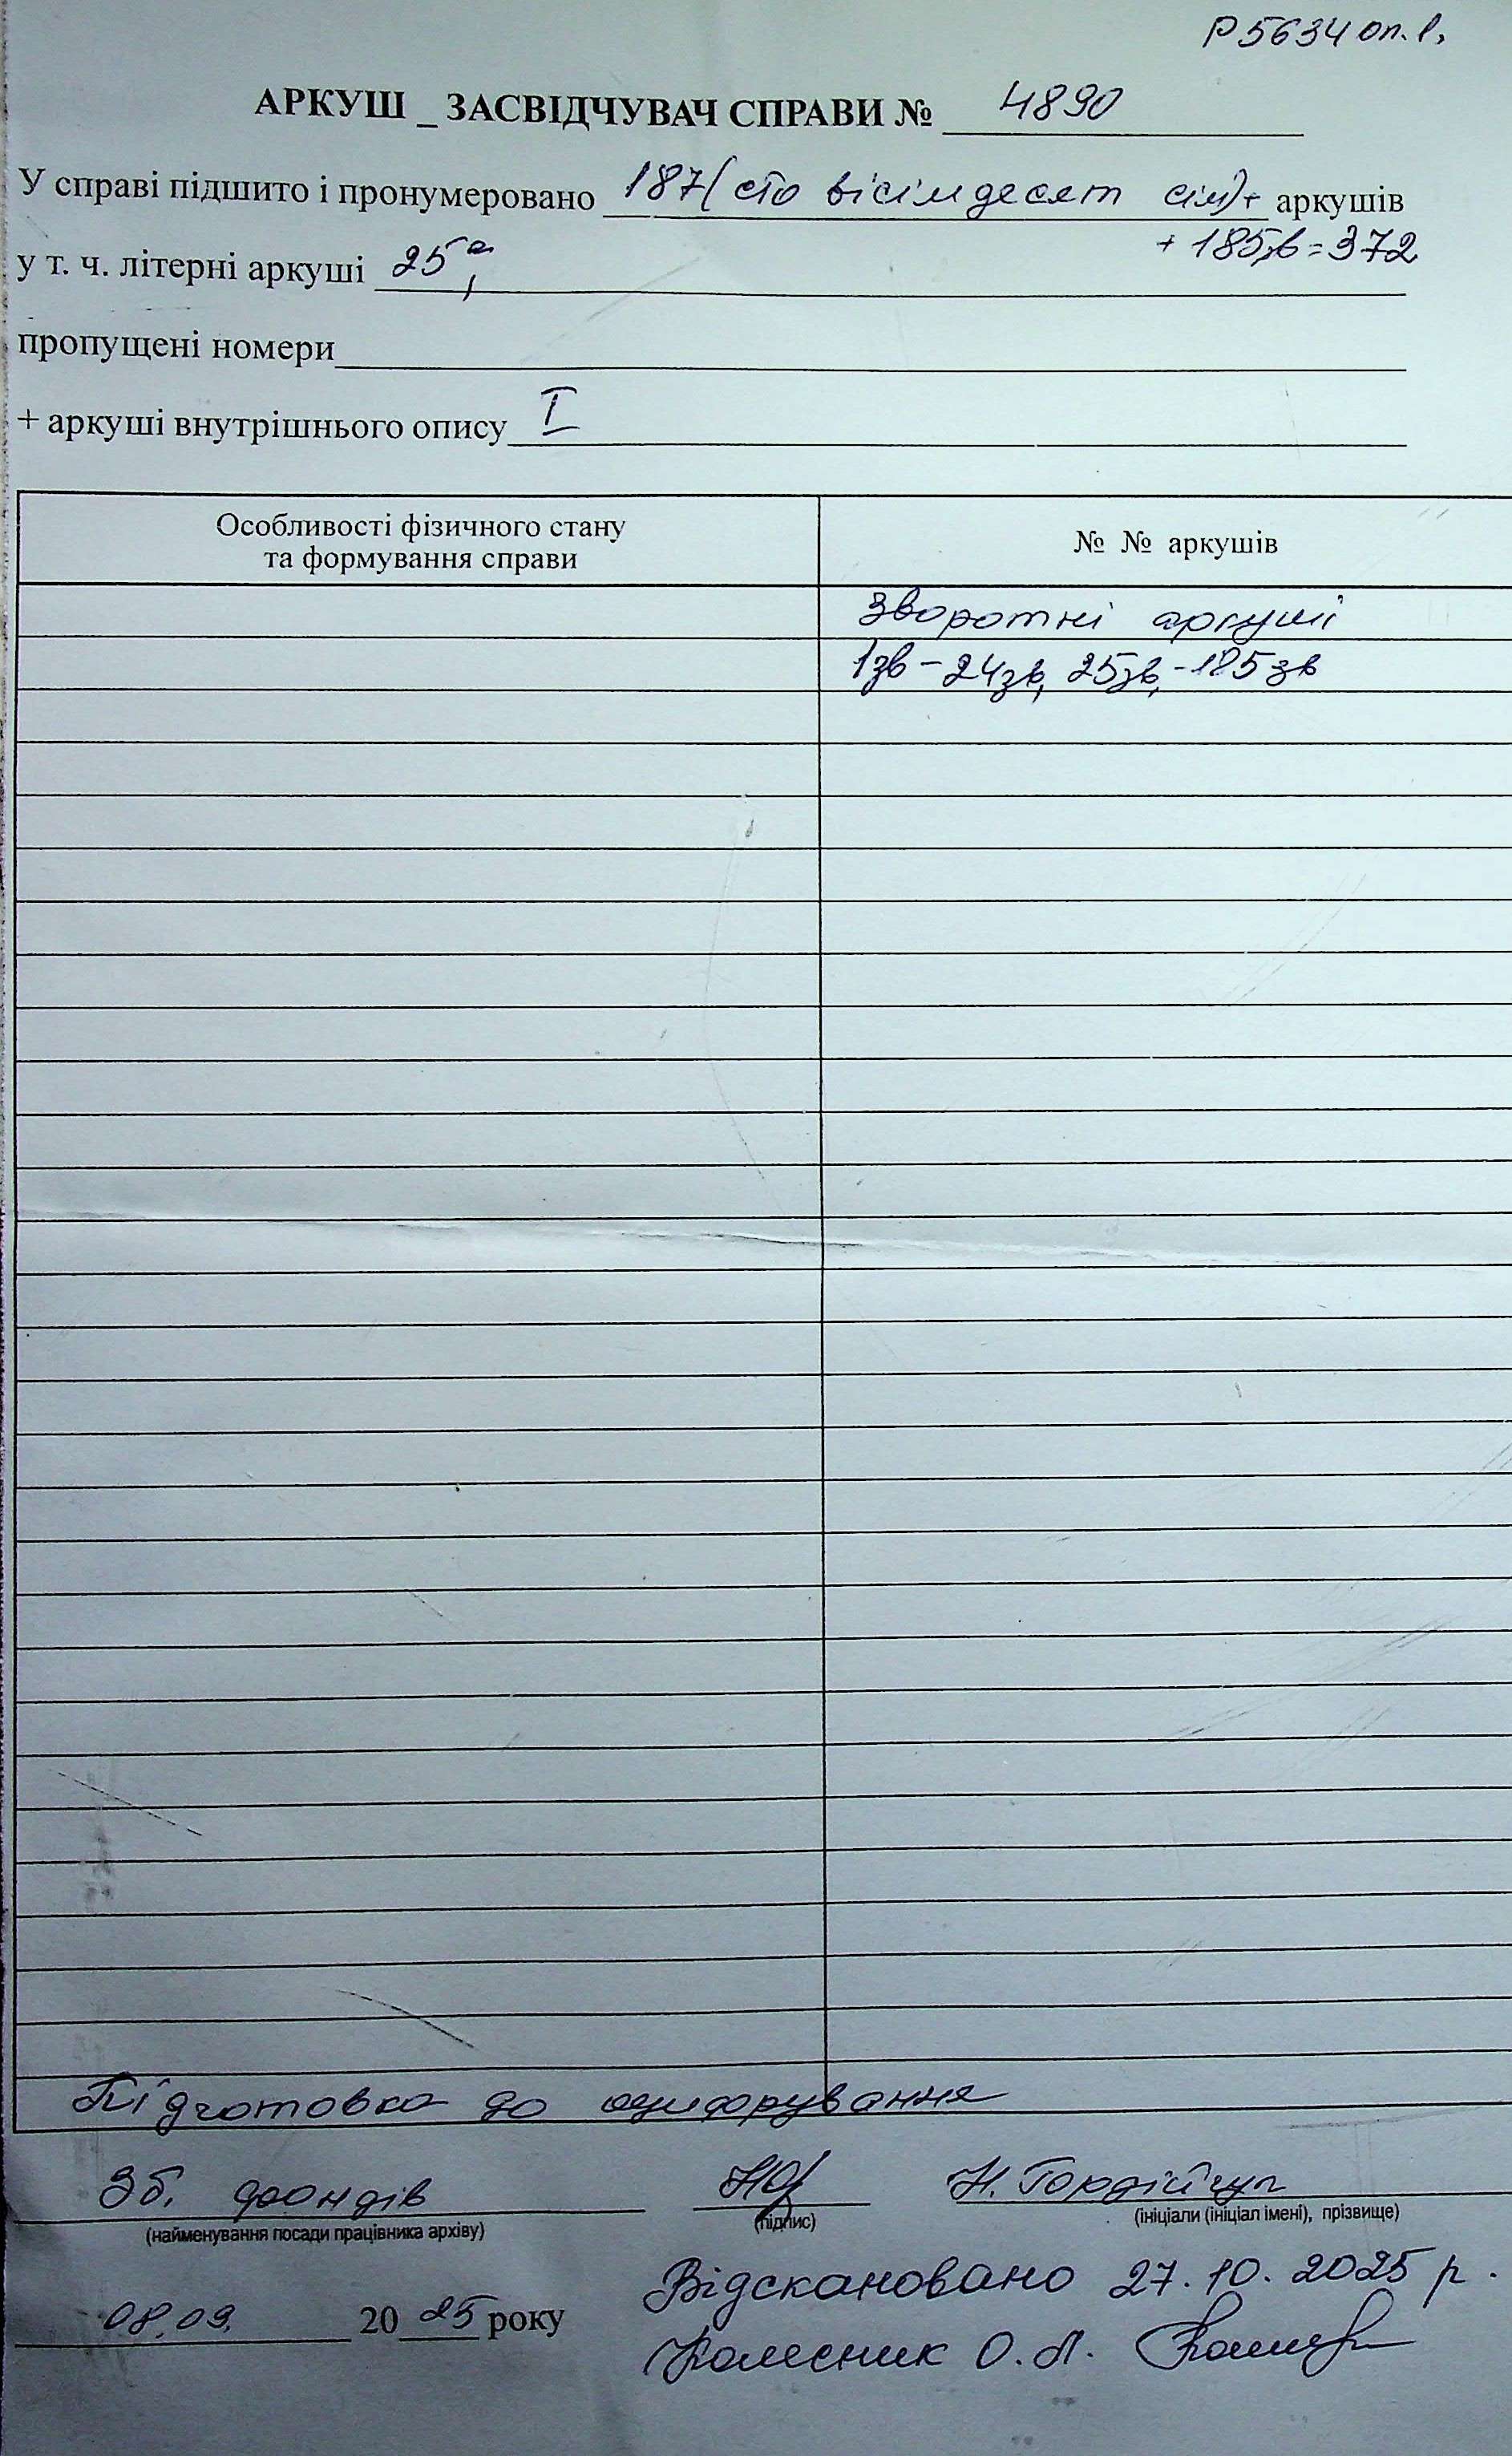 Р5634 оп. 1,
АРКУШ _ ЗАСВІДЧУВАЧ СПРАВИ № 4890
У справі підшито і пронумеровано 187 (сто вісімдесят сім) + аркушів
+ 185зв = 372
у т. ч. літерні аркуші 25а,
пропущені номери
+ аркуші внутрішнього опису I
Особливості фізичного стану
та формування справи
№ № аркушів
Зворотні аркуші
1зв – 24зв, 25зв, - 185зв
Підготовка до оцифрування
Зб. фондів Н. Гордійчук
(найменування посади працівника архіву) (підпис) (ініціали (ініціал імені), прізвище)
Відскановано 27.10.2025 р.
08.09. 2025 року
Колесник О. Л.